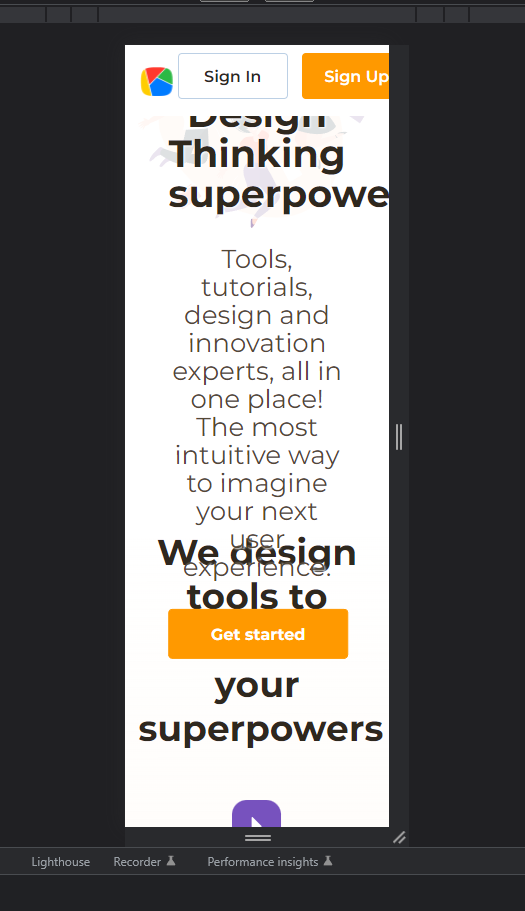 Sign In
Sign Up
Design
Thinking
superpowe
Tools,
tutorials,
design and
innovation
experts, all in
one place!
The most
intuitive way
to imagine
your next
user
experience.
We design
tools to
Get started
your
superpowers
Lighthouse
Recorder
Performance insights